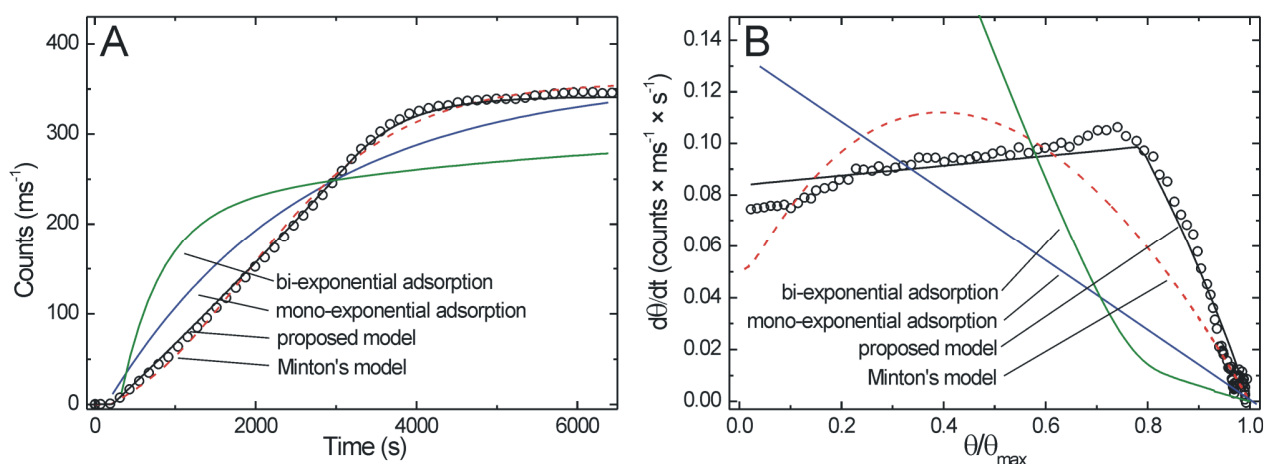 A
400
300
200
100
0
Counts (ms⁻¹)
bi-exponential adsorption
mono-exponential adsorption
proposed model
Minton's model
0 2000 4000 6000
Time (s)
B
0.14
0.12
0.10
0.08
0.06
0.04
0.02
0.00
dθ/dt (counts × ms⁻¹ × s⁻¹)
bi-exponential adsorption
mono-exponential adsorption
proposed model
Minton's model
0.0 0.2 0.4 0.6 0.8 1.0
θ/θmax